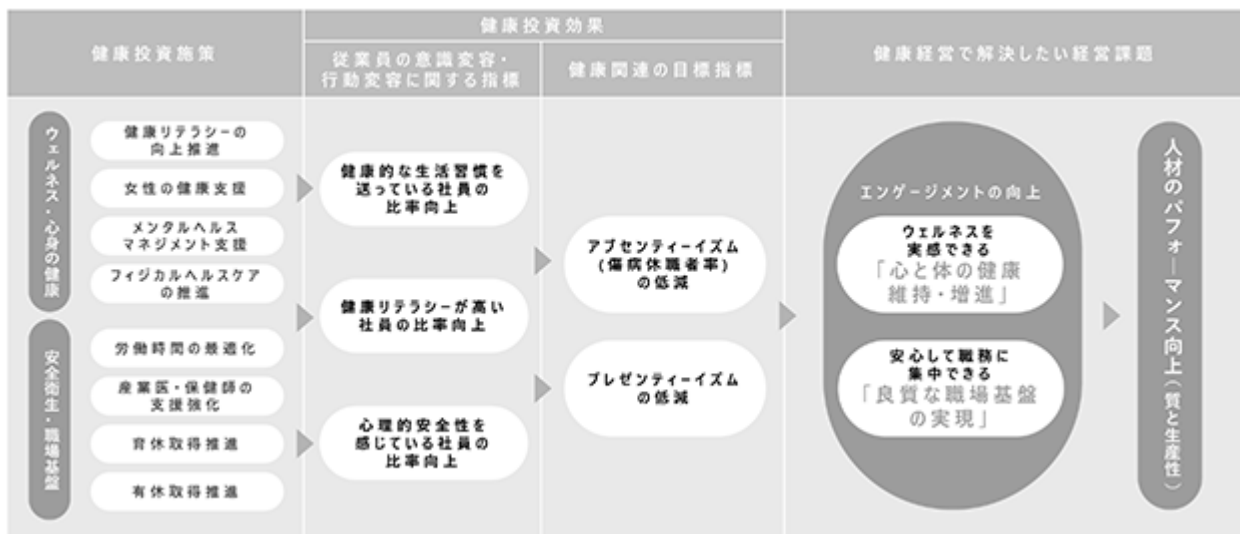 健康投資施策
健康投資効果
従業員の意識変容・
行動変容に関する指標
健康関連の目標指標
健康経営で解決したい経営課題
ウェルネス・心身の健康
健康リテラシーの
向上推進
女性の健康支援
メンタルヘルス
マネジメント支援
フィジカルヘルスケア
の推進
安全衛生・職場基盤
労働時間の最適化
産業医・保健師の
支援強化
育休取得推進
有休取得推進
健康的な生活習慣を
送っている社員の
比率向上
健康リテラシーが高い
社員の比率向上
心理的安全性を
感じている社員の
比率向上
アブセンティーイズム
(傷病休職者率)
の低減
プレゼンティーイズム
の低減
エンゲージメントの向上
ウェルネスを
実感できる
「心と体の健康
維持・増進」
安心して職務に
集中できる
「良質な職場基盤
の実現」
人材のパフォーマンス向上(質と生産性)